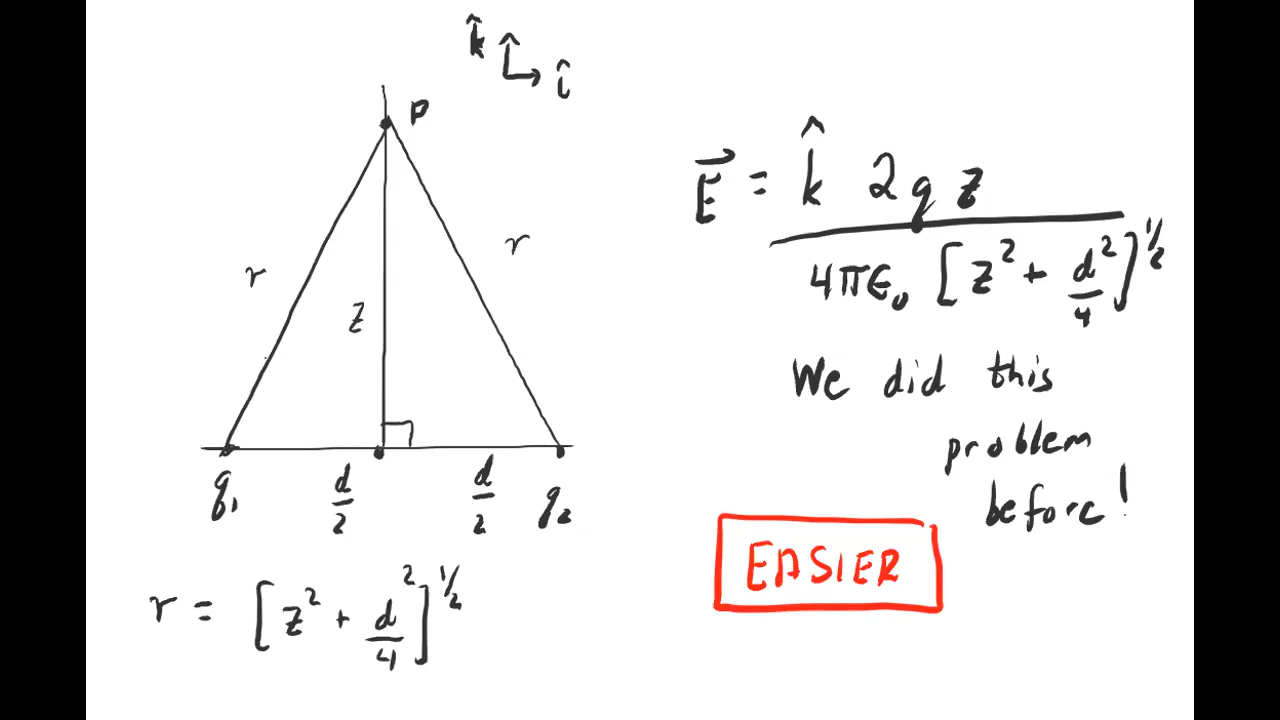 k̂
î
P
r
r
z
q₁
d/2
d/2
q₂
r = [z² + d²/4]^1/2
E⃗ = k̂ 2qz / 4πϵ₀ [z² + d²/4]^1/2
We did this
problem
before!
EASIER